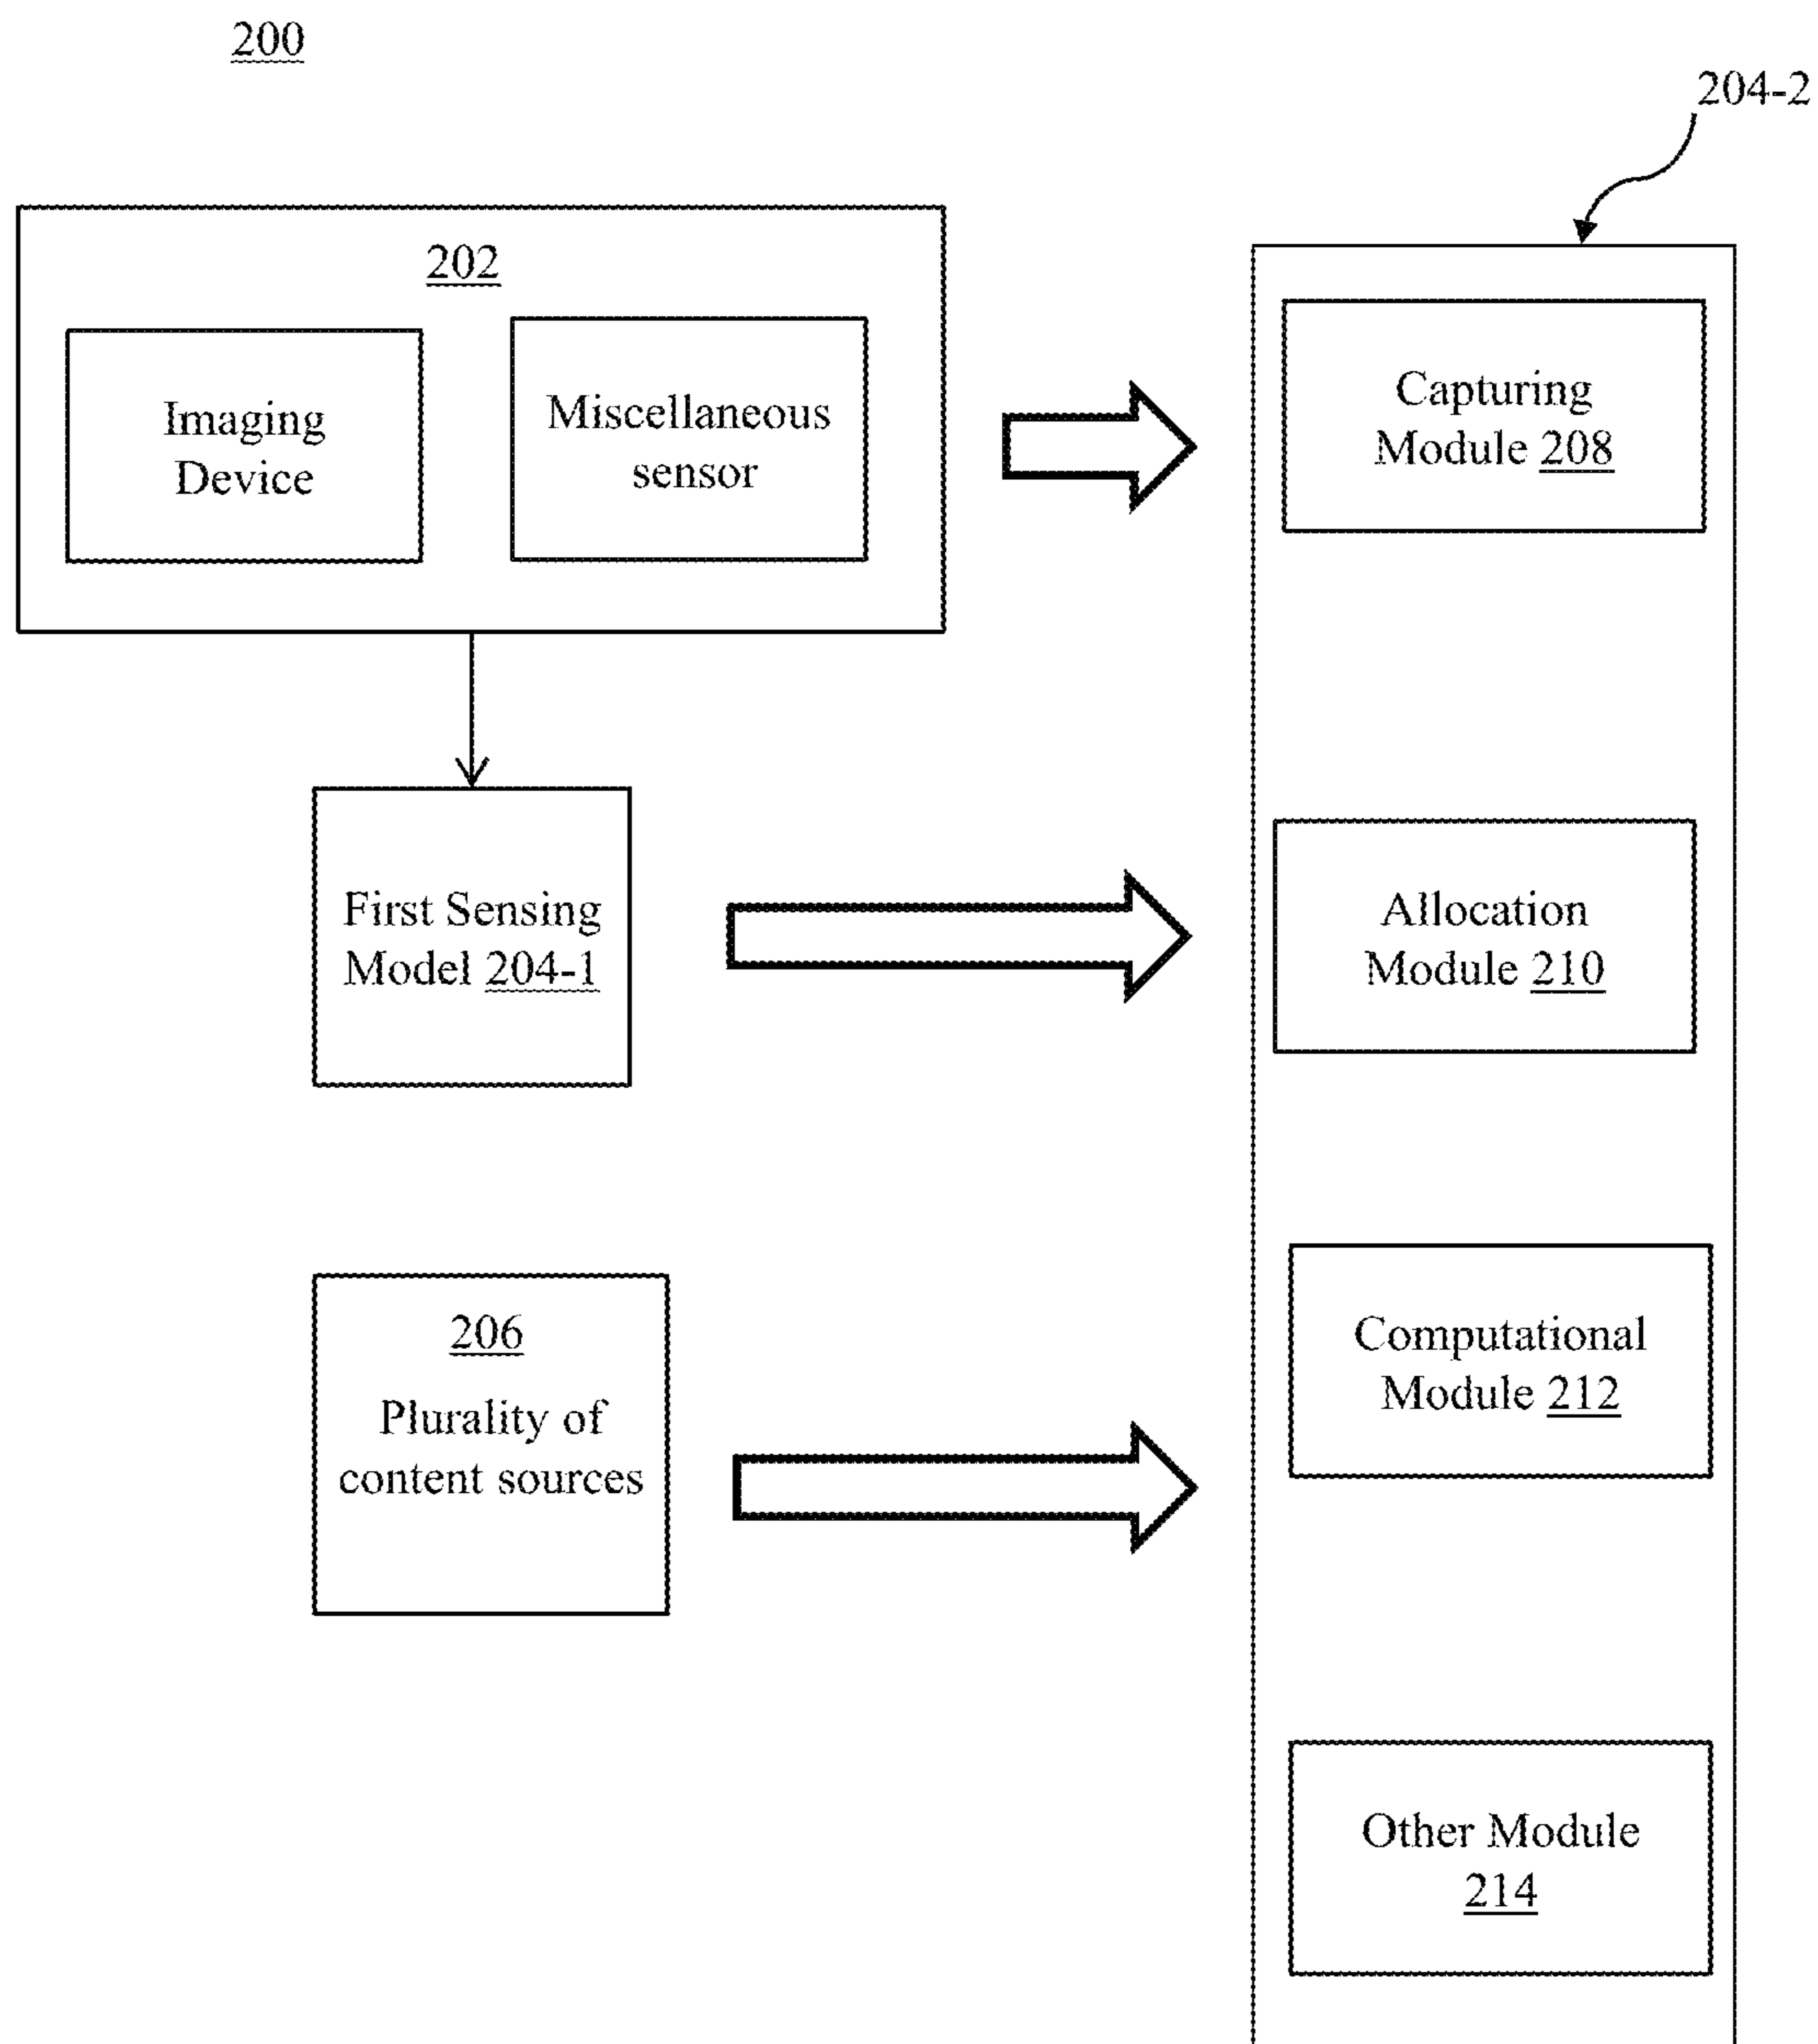 200
204-2
202
Imaging
Device
Miscellaneous
sensor
Capturing
Module 208
First Sensing
Model 204-1
Allocation
Module 210
206
Plurality of
content sources
Computational
Module 212
Other Module
214